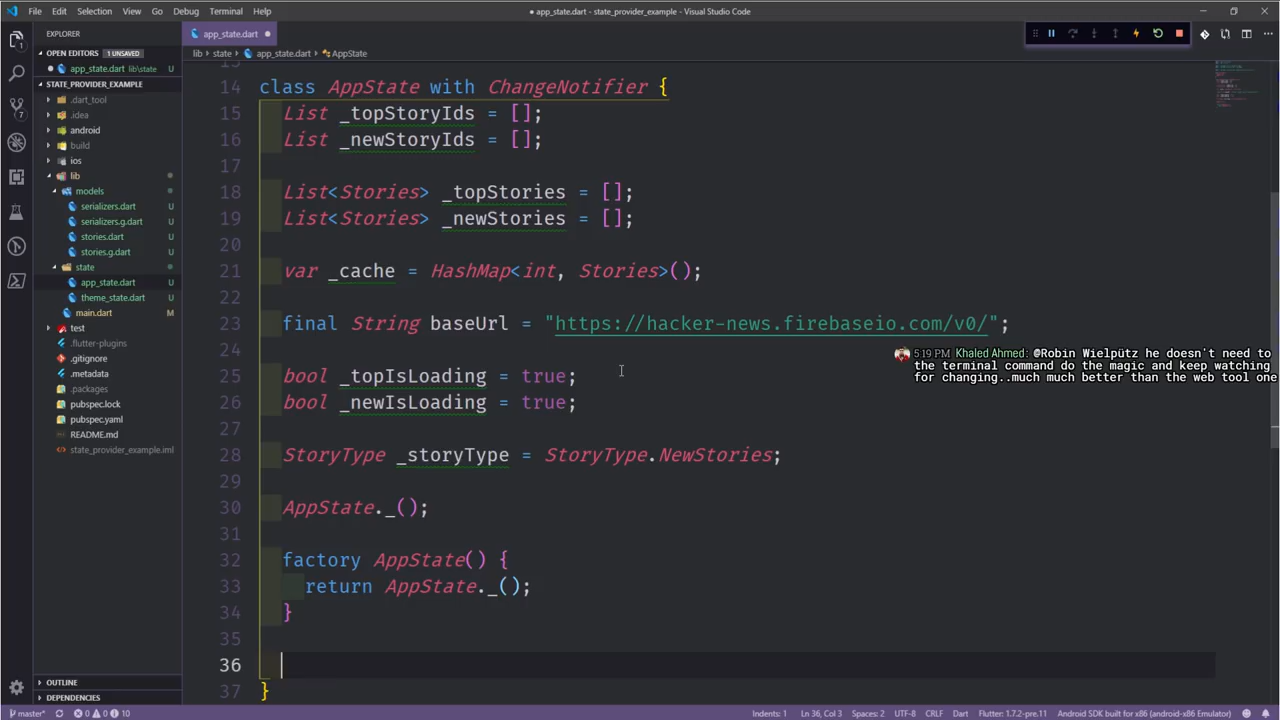 File Edit Selection View Go Debug Terminal Help
● app_state.dart - state_provider_example - Visual Studio Code
EXPLORER
OPEN EDITORS 1 UNSAVED
● app_state.dart lib\state U
STATE_PROVIDER_EXAMPLE
.dart_tool
.idea
android
build
ios
lib
models
serializers.dart U
serializers.g.dart U
stories.dart U
stories.g.dart U
state
app_state.dart U
theme_state.dart U
main.dart M
test
.flutter-plugins
.gitignore
.metadata
.packages
pubspec.lock
pubspec.yaml
README.md
state_provider_example.iml
OUTLINE
DEPENDENCIES
app_state.dart ●
lib › state › app_state.dart › AppState
13
14 class AppState with ChangeNotifier {
15 List _topStoryIds = [];
16 List _newStoryIds = [];
17
18 List<Stories> _topStories = [];
19 List<Stories> _newStories = [];
20
21 var _cache = HashMap<int, Stories>();
22
23 final String baseUrl = "https://hacker-news.firebaseio.com/v0/";
24
25 bool _topIsLoading = true;
26 bool _newIsLoading = true;
27
28 StoryType _storyType = StoryType.NewStories;
29
30 AppState._();
31
32 factory AppState() {
33 return AppState._();
34 }
35
36
37 }
5:19 PM Khaled Ahmed: @Robin Wielpütz he doesn't need to
the terminal command do the magic and keep watching
for changing..much much better than the web tool one
master* 0 0 10 Indents: 1 Ln 36, Col 3 Spaces: 2 UTF-8 CRLF Dart Flutter: 1.7.2-pre.11 Android SDK built for x86 (android-x86 Emulator)